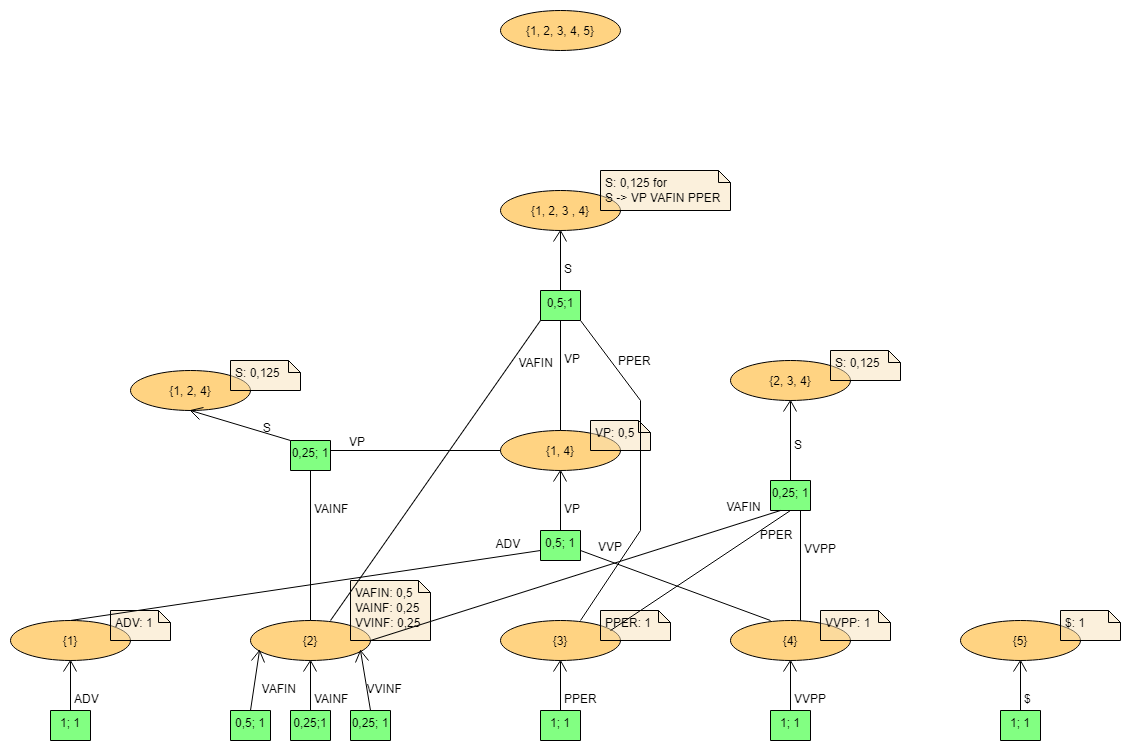 {1, 2, 3, 4, 5}
S: 0,125 for
S -> VP VAFIN PPER
{1, 2, 3 , 4}
S
0,5;1
VAFIN
VP
PPER
S: 0,125
{1, 2, 4}
S: 0,125
{2, 3, 4}
S
VP
0,25; 1
VP: 0,5
{1, 4}
S
0,25; 1
VAINF
VP
VAFIN
PPER
ADV
0,5; 1
VVP
VVPP
VAFIN: 0,5
VAINF: 0,25
VVINF: 0,25
ADV: 1
{1}
{2}
PPER: 1
{3}
VVPP: 1
{4}
$: 1
{5}
ADV
VAFIN
VAINF
VVINF
PPER
VVPP
$
1; 1
0,5; 1
0,25;1
0,25; 1
1; 1
1; 1
1; 1